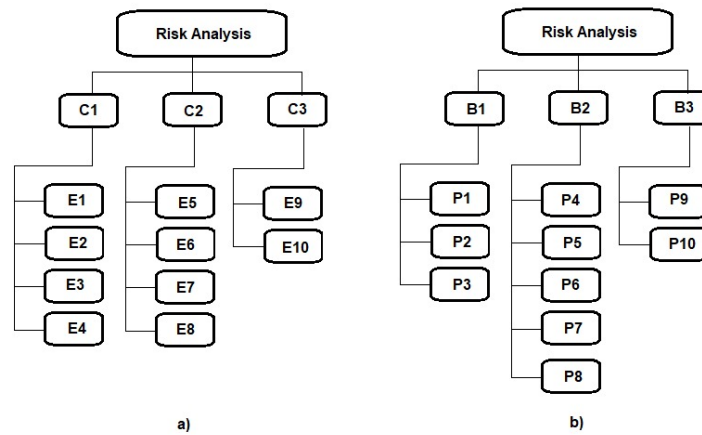 Risk Analysis
C1
C2
C3
E1
E2
E3
E4
E5
E6
E7
E8
E9
E10
a)
Risk Analysis
B1
B2
B3
P1
P2
P3
P4
P5
P6
P7
P8
P9
P10
b)